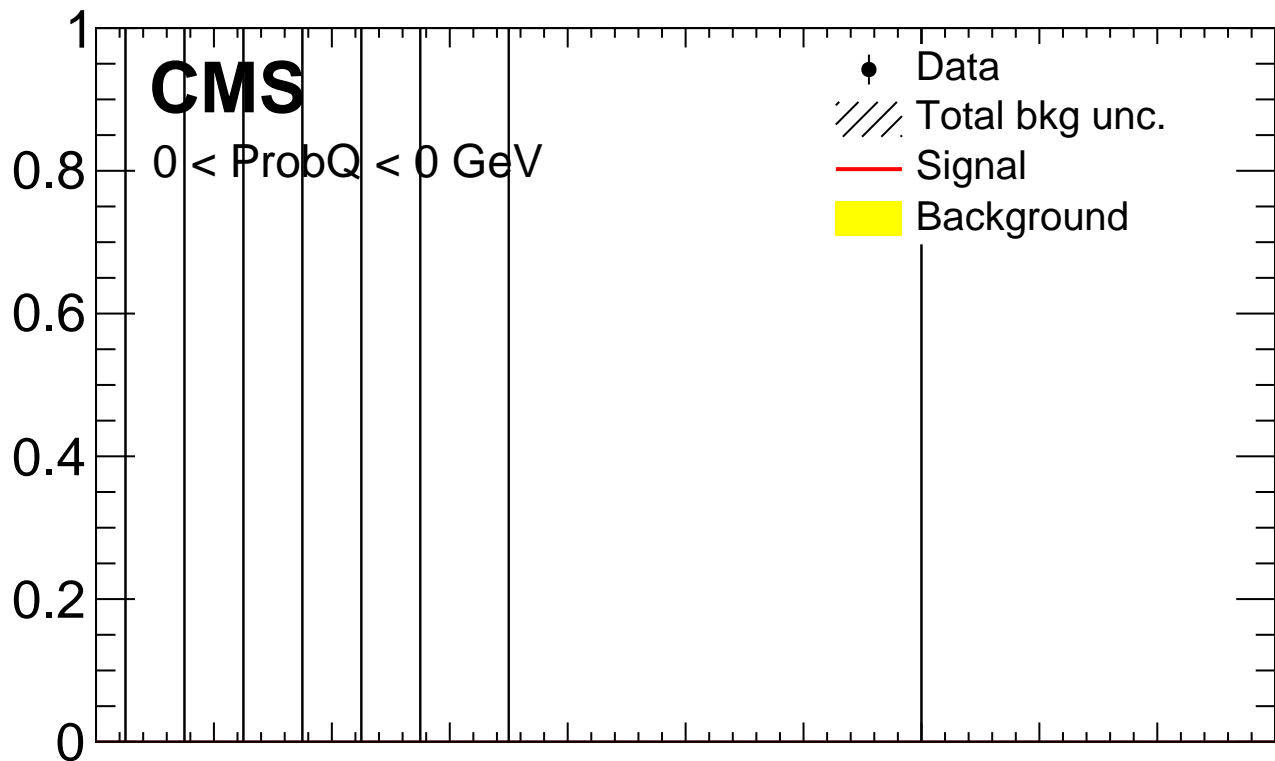 1
CMS
Data
Total bkg unc.
0 < ProbQ < 0 GeV
Signal
0.8
Background
0.6
0.4
0.2
0